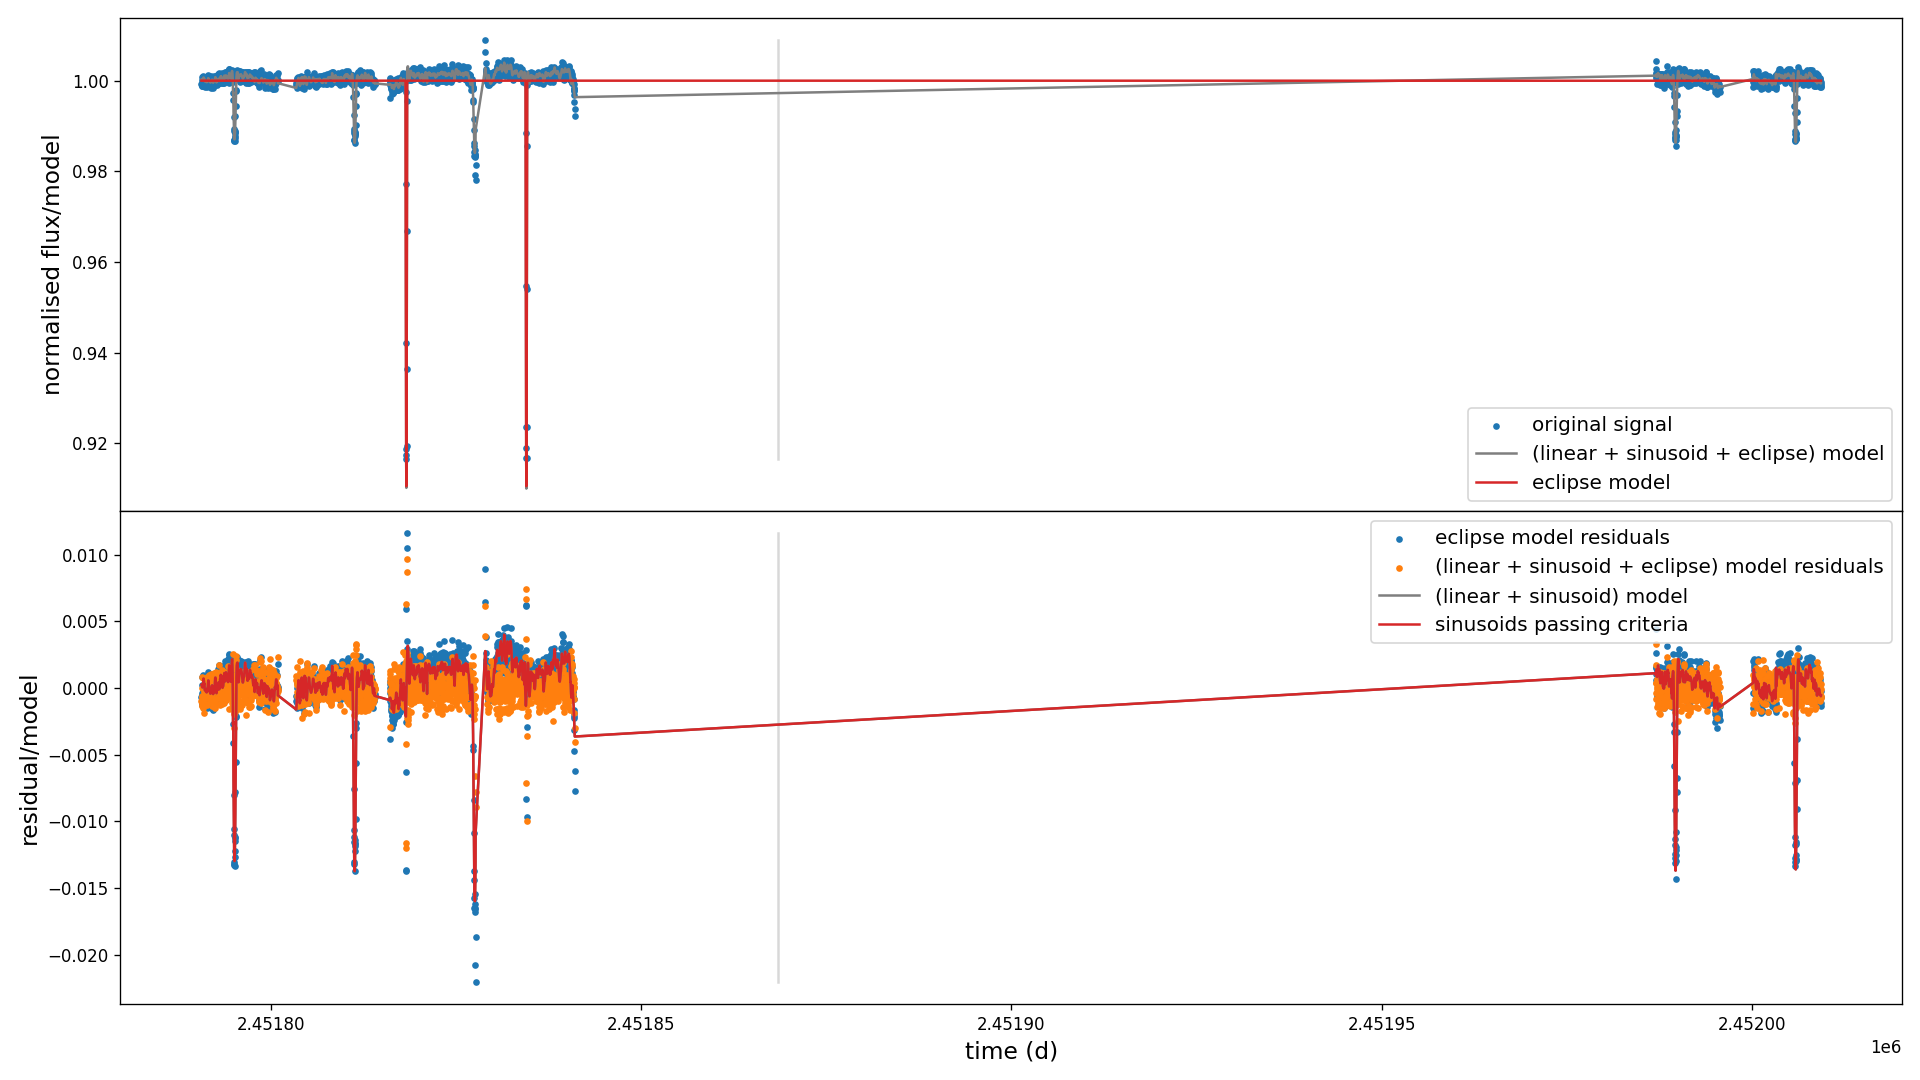 normalised flux/model
1.00
0.98
0.96
0.94
0.92
original signal
(linear + sinusoid + eclipse) model
eclipse model
residual/model
0.010
0.005
0.000
−0.005
−0.010
−0.015
−0.020
eclipse model residuals
(linear + sinusoid + eclipse) model residuals
(linear + sinusoid) model
sinusoids passing criteria
2.45180
2.45185
2.45190
2.45195
2.45200
time (d)
1e6